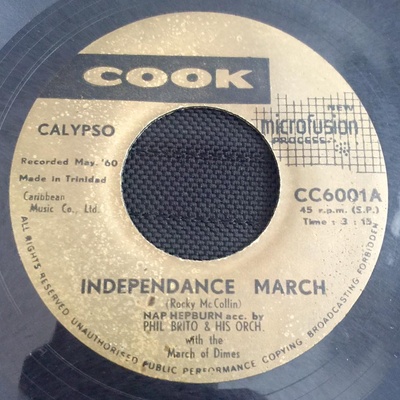 COOK
CALYPSO
NEW
microfusion
PROCESS
Recorded May. '60
Made in Trinidad
Caribbean
Music Co., Ltd.
CC6001A
45 r.p.m. (S.P.)
Time : 3 : 15
INDEPENDANCE MARCH
(Rocky McCollin)
NAP HEPBURN acc. by
PHIL BRITO & HIS ORCH.
with the
March of Dimes
ALL RIGHTS RESERVED UNAUTHORISED PUBLIC PERFORMANCE COPYING BROADCASTING FORBIDDEN